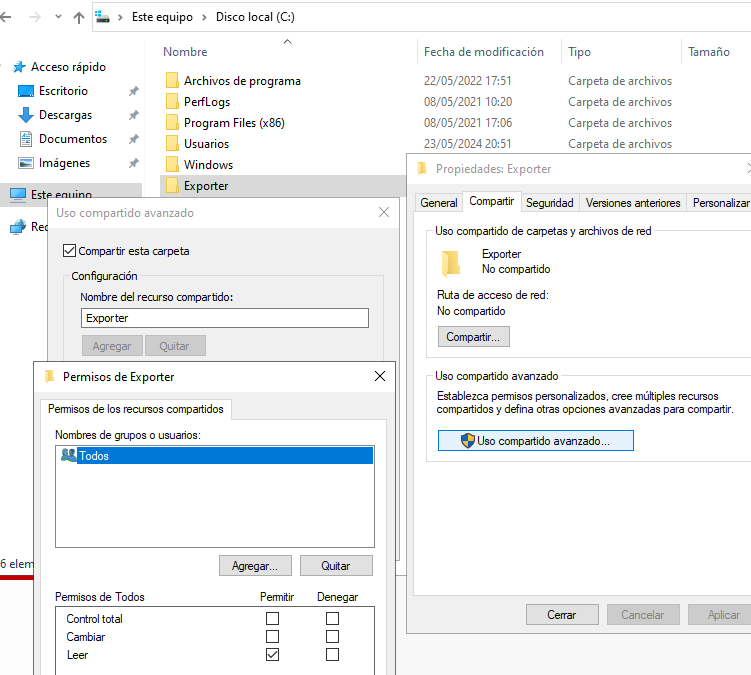 Este equipo > Disco local (C:)
Nombre Fecha de modificación Tipo Tamaño
Acceso rápido
Escritorio
Descargas
Documentos
Imágenes
Este equipo
Rec
6 elem
Archivos de programa 22/05/2022 17:51 Carpeta de archivos
PerfLogs 08/05/2021 10:20 Carpeta de archivos
Program Files (x86) 08/05/2021 17:06 Carpeta de archivos
Usuarios 23/05/2024 20:51 Carpeta de archivos
Windows
Exporter
Uso compartido avanzado
Compartir esta carpeta
Configuración
Nombre del recurso compartido:
Exporter
Agregar Quitar
Permisos de Exporter
Permisos de los recursos compartidos
Nombres de grupos o usuarios:
Todos
Agregar... Quitar
Permisos de Todos Permitir Denegar
Control total
Cambiar
Leer
Propiedades: Exporter
General Compartir Seguridad Versiones anteriores Personalizar
Uso compartido de carpetas y archivos de red
Exporter
No compartido
Ruta de acceso de red:
No compartido
Compartir...
Uso compartido avanzado
Establezca permisos personalizados, cree múltiples recursos
compartidos y defina otras opciones avanzadas para compartir.
Uso compartido avanzado...
Cerrar Cancelar Aplicar